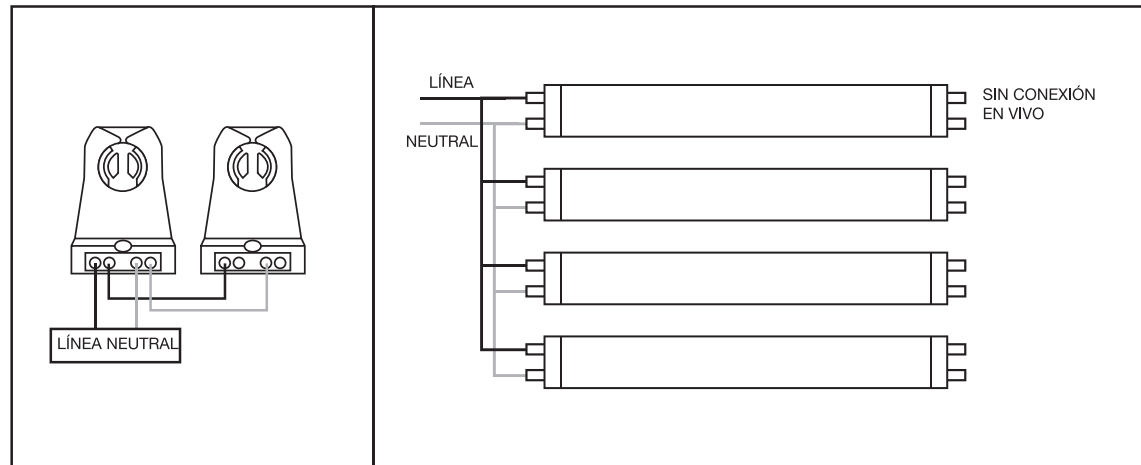 LÍNEA NEUTRAL
LÍNEA
NEUTRAL
SIN CONEXIÓN
EN VIVO